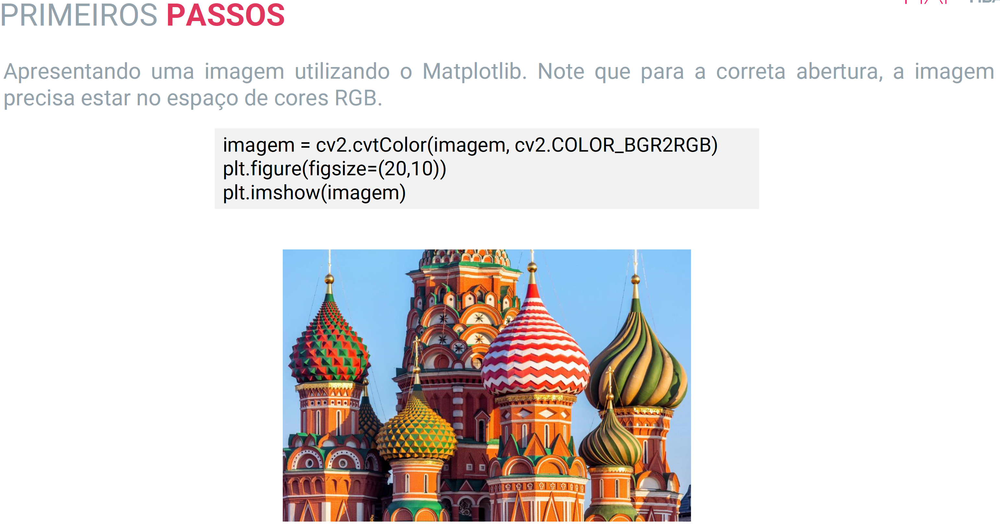 PRIMEIROS PASSOS
Apresentando uma imagem utilizando o Matplotlib. Note que para a correta abertura, a imagem
precisa estar no espaço de cores RGB.
imagem = cv2.cvtColor(imagem, cv2.COLOR_BGR2RGB)
plt.figure(figsize=(20,10))
plt.imshow(imagem)